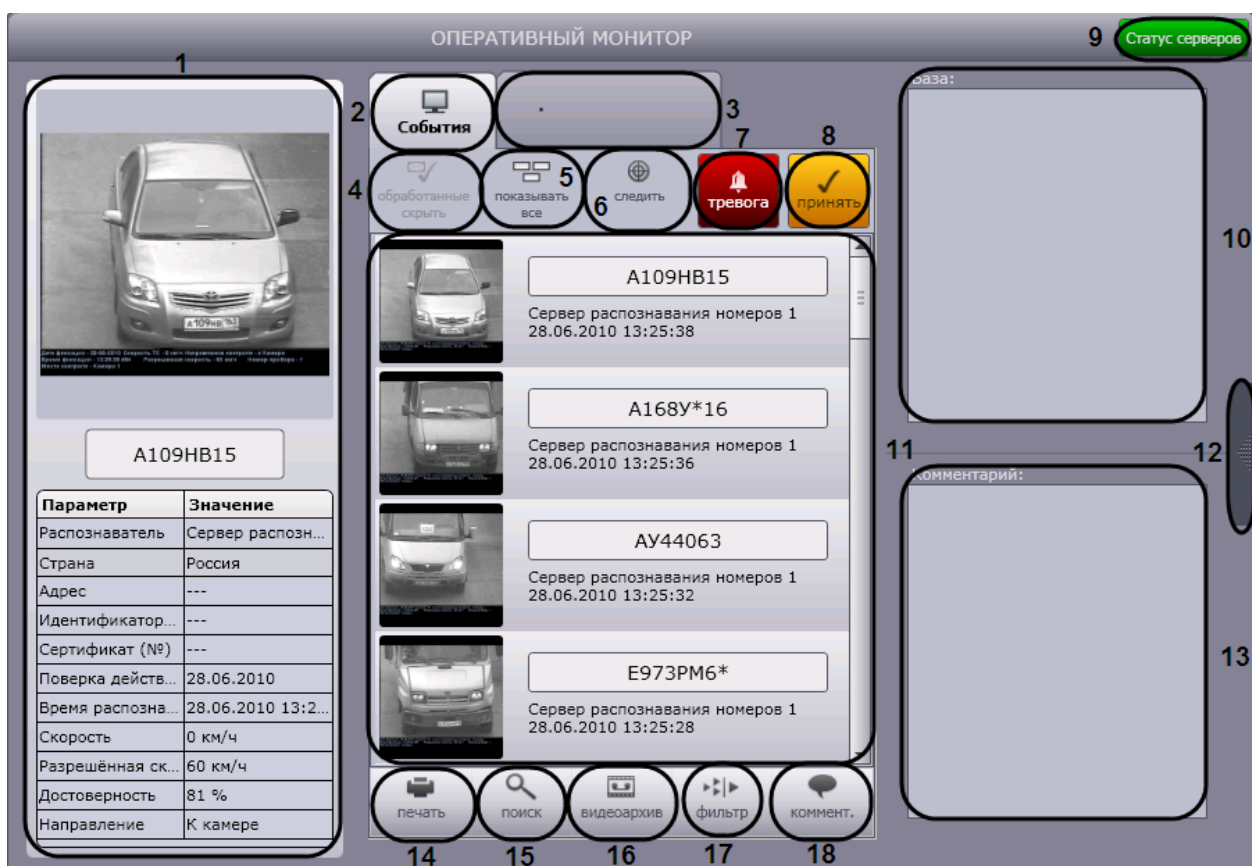 ОПЕРАТИВНЫЙ МОНИТОР
9
Статус серверов
1
2
События
3
7
8
4
обработанные
скрыть
5
показывать
все
6
следить
тревога
принять
А109НВ15
Параметр Значение
Распознаватель Сервер распозн...
Страна Россия
Адрес ---
Идентификатор... ---
Сертификат (№) ---
Поверка действ... 28.06.2010
Время распозна... 28.06.2010 13:2...
Скорость 0 км/ч
Разрешённая ск... 60 км/ч
Достоверность 81 %
Направление К камере
А109НВ15
Сервер распознавания номеров 1
28.06.2010 13:25:38
А168У*16
Сервер распознавания номеров 1
28.06.2010 13:25:36
АУ44063
Сервер распознавания номеров 1
28.06.2010 13:25:32
Е973РМ6*
Сервер распознавания номеров 1
28.06.2010 13:25:28
печать
поиск
видеоархив
фильтр
коммент.
14
15
16
17
18
База:
10
11
12
Комментарий:
13